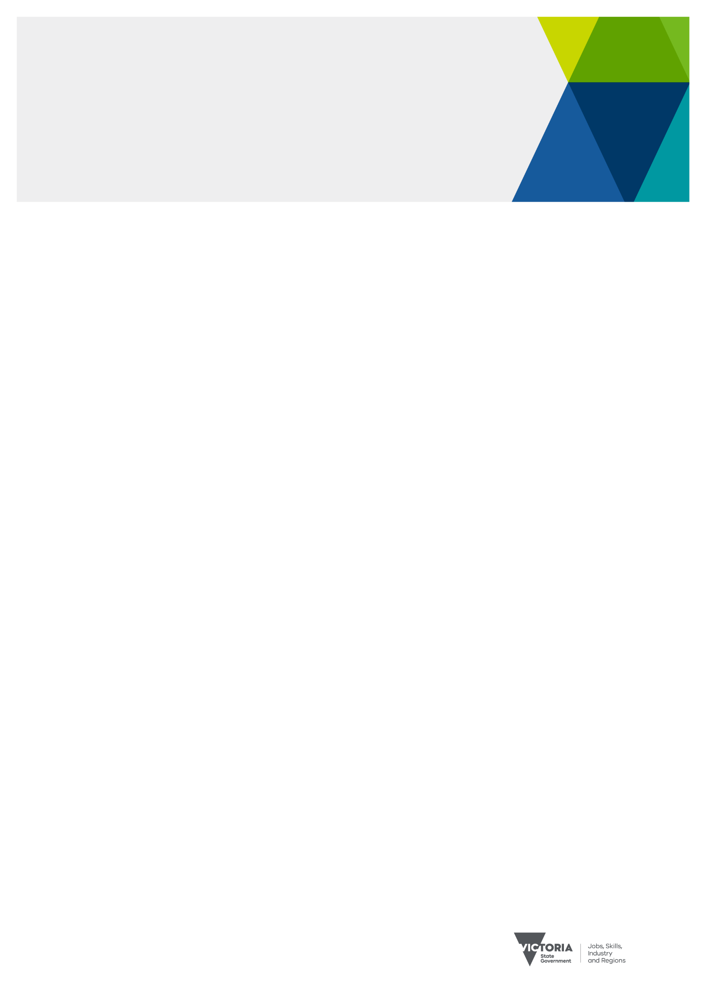 VICTORIA
State
Government
Jobs, Skills,
Industry
and Regions